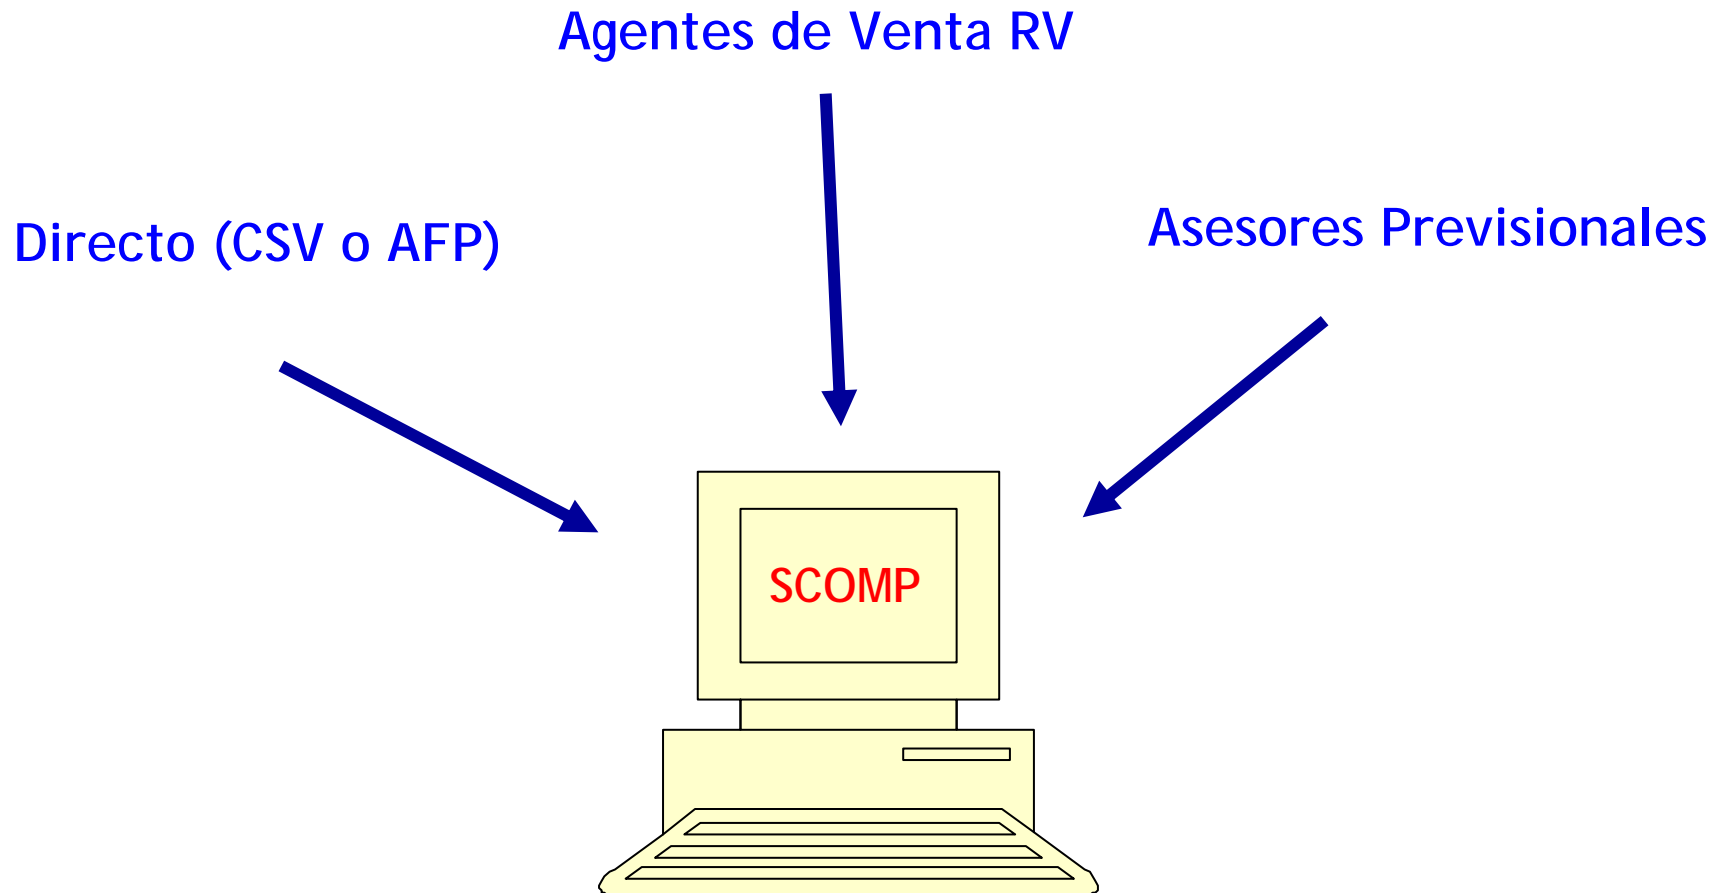 Agentes de Venta RV
Directo (CSV o AFP)
Asesores Previsionales
SCOMP